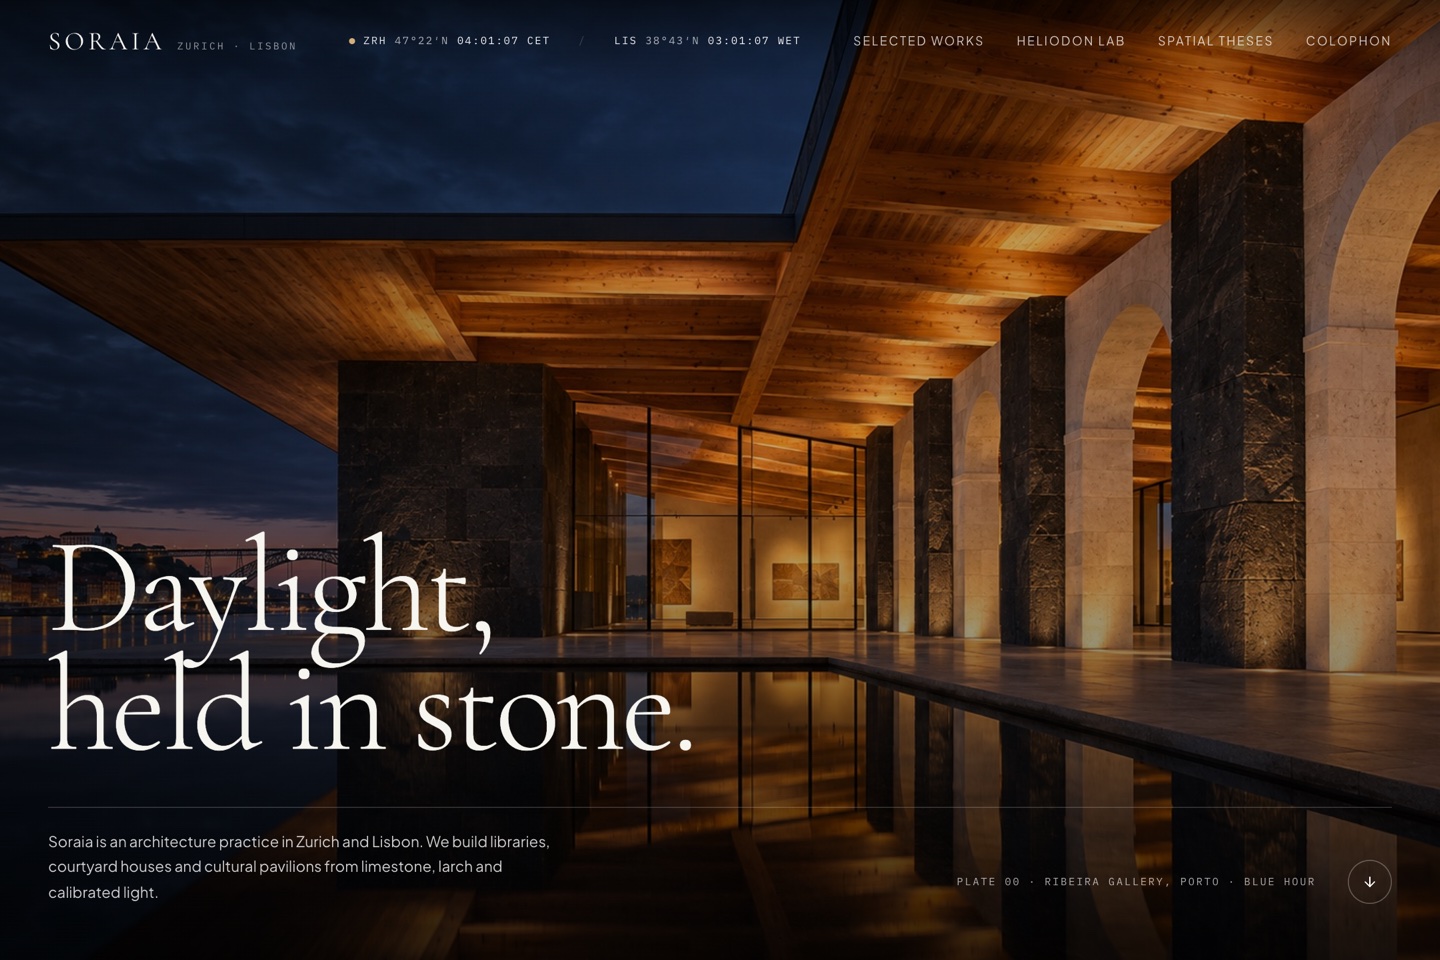 SORAIA ZURICH · LISBON
ZRH 47°22'N 04:01:07 CET / LIS 38°43'N 03:01:07 WET
SELECTED WORKS HELIODON LAB SPATIAL THESES COLOPHON
Daylight,
held in stone.
Soraia is an architecture practice in Zurich and Lisbon. We build libraries,
courtyard houses and cultural pavilions from limestone, larch and
calibrated light.
PLATE 00 · RIBEIRA GALLERY, PORTO · BLUE HOUR